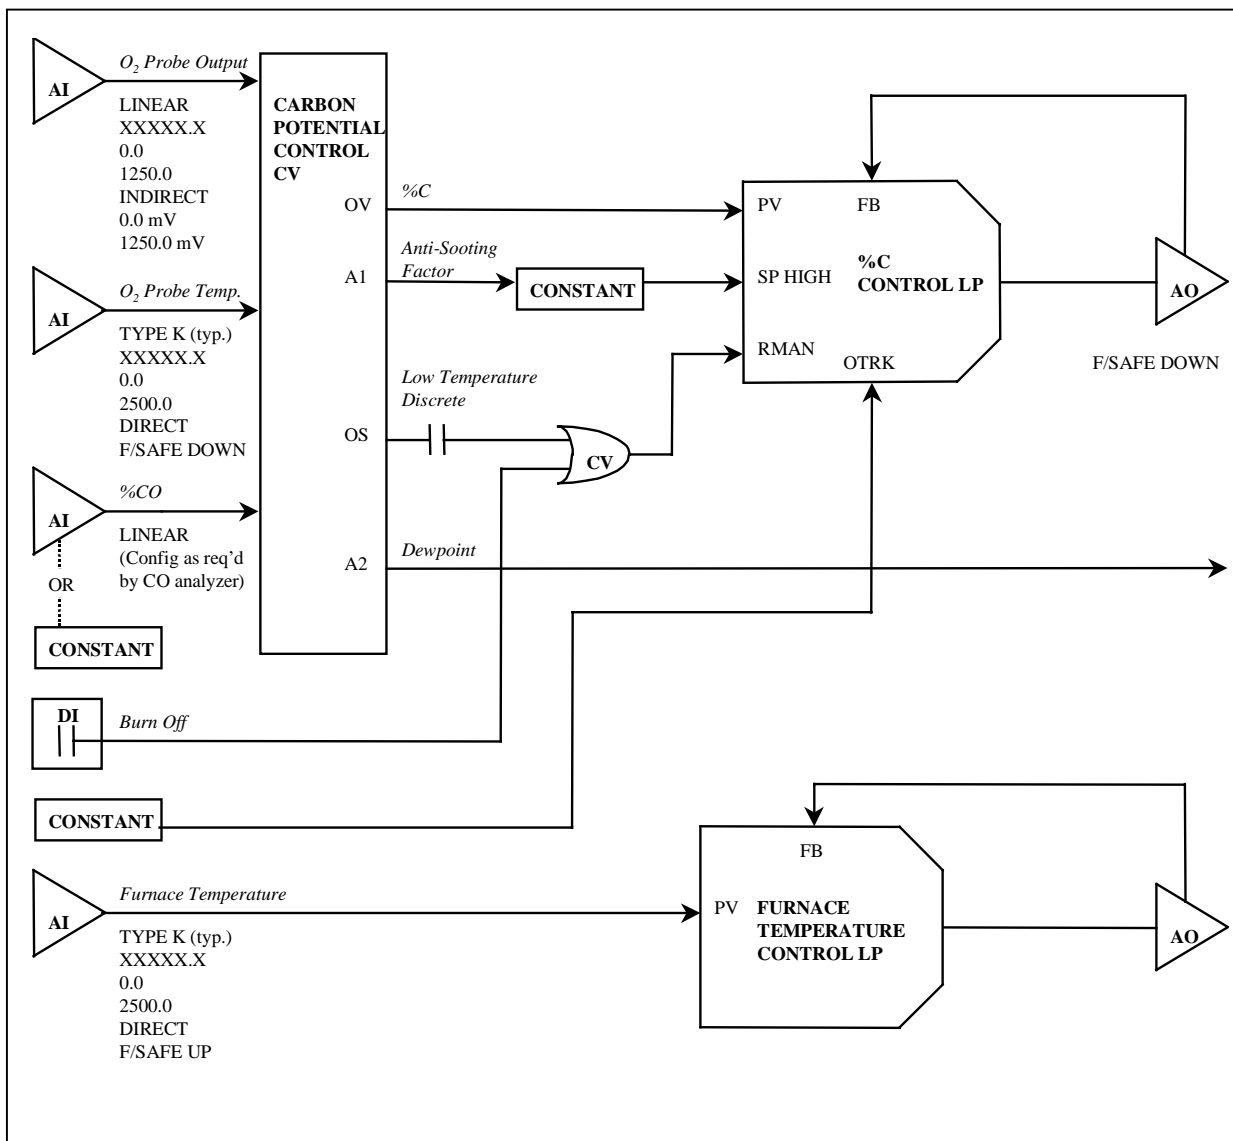 O2 Probe Output
AI
LINEAR
XXXXX.X
0.0
1250.0
INDIRECT
0.0 mV
1250.0 mV
O2 Probe Temp.
AI
TYPE K (typ.)
XXXXX.X
0.0
2500.0
DIRECT
F/SAFE DOWN
%CO
AI
LINEAR
(Config as req'd
by CO analyzer)
OR
CONSTANT
CARBON
POTENTIAL
CONTROL
CV
OV
A1
OS
A2
%C
Anti-Sooting
Factor
CONSTANT
Low Temperature
Discrete
CV
Dewpoint
PV
FB
SP HIGH
%C
CONTROL LP
RMAN
OTRK
AO
F/SAFE DOWN
DI
Burn Off
CONSTANT
Furnace Temperature
AI
TYPE K (typ.)
XXXXX.X
0.0
2500.0
DIRECT
F/SAFE UP
FB
PV
FURNACE
TEMPERATURE
CONTROL LP
AO